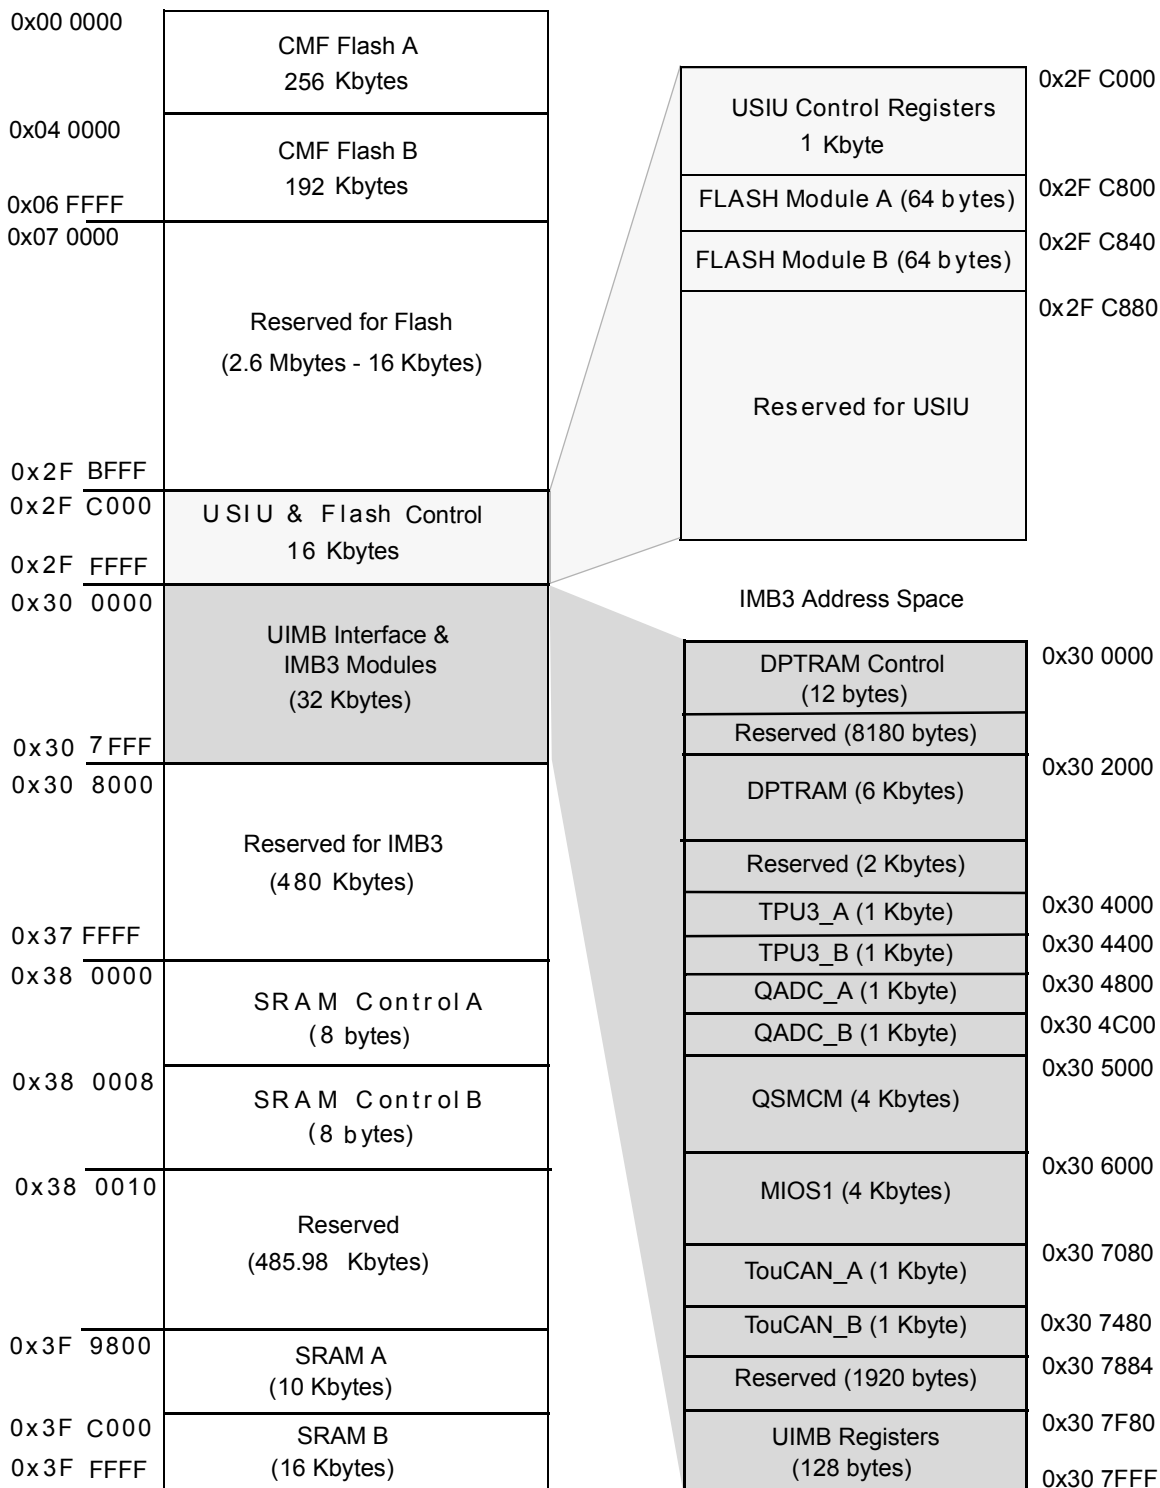 0x00 0000
CMF Flash A
256 Kbytes
0x04 0000
CMF Flash B
192 Kbytes
0x06 FFFF
0x07 0000
Reserved for Flash
(2.6 Mbytes - 16 Kbytes)
0x2F BFFF
0x2F C000
USIU & Flash Control
16 Kbytes
0x2F FFFF
0x30 0000
UIMB Interface &
IMB3 Modules
(32 Kbytes)
0x30 7FFF
0x30 8000
Reserved for IMB3
(480 Kbytes)
0x37 FFFF
0x38 0000
SRAM Control A
(8 bytes)
0x38 0008
SRAM Control B
(8 bytes)
0x38 0010
Reserved
(485.98 Kbytes)
0x3F 9800
SRAM A
(10 Kbytes)
0x3F C000
SRAM B
(16 Kbytes)
0x3F FFFF
USIU Control Registers
1 Kbyte
0x2F C000
FLASH Module A (64 bytes)
0x2F C800
FLASH Module B (64 bytes)
0x2F C840
0x2F C880
Reserved for USIU
IMB3 Address Space
DPTRAM Control
(12 bytes)
0x30 0000
Reserved (8180 bytes)
DPTRAM (6 Kbytes)
0x30 2000
Reserved (2 Kbytes)
TPU3_A (1 Kbyte)
0x30 4000
TPU3_B (1 Kbyte)
0x30 4400
QADC_A (1 Kbyte)
0x30 4800
QADC_B (1 Kbyte)
0x30 4C00
QSMCM (4 Kbytes)
0x30 5000
MIOS1 (4 Kbytes)
0x30 6000
TouCAN_A (1 Kbyte)
0x30 7080
TouCAN_B (1 Kbyte)
0x30 7480
Reserved (1920 bytes)
0x30 7884
UIMB Registers
(128 bytes)
0x30 7F80
0x30 7FFF